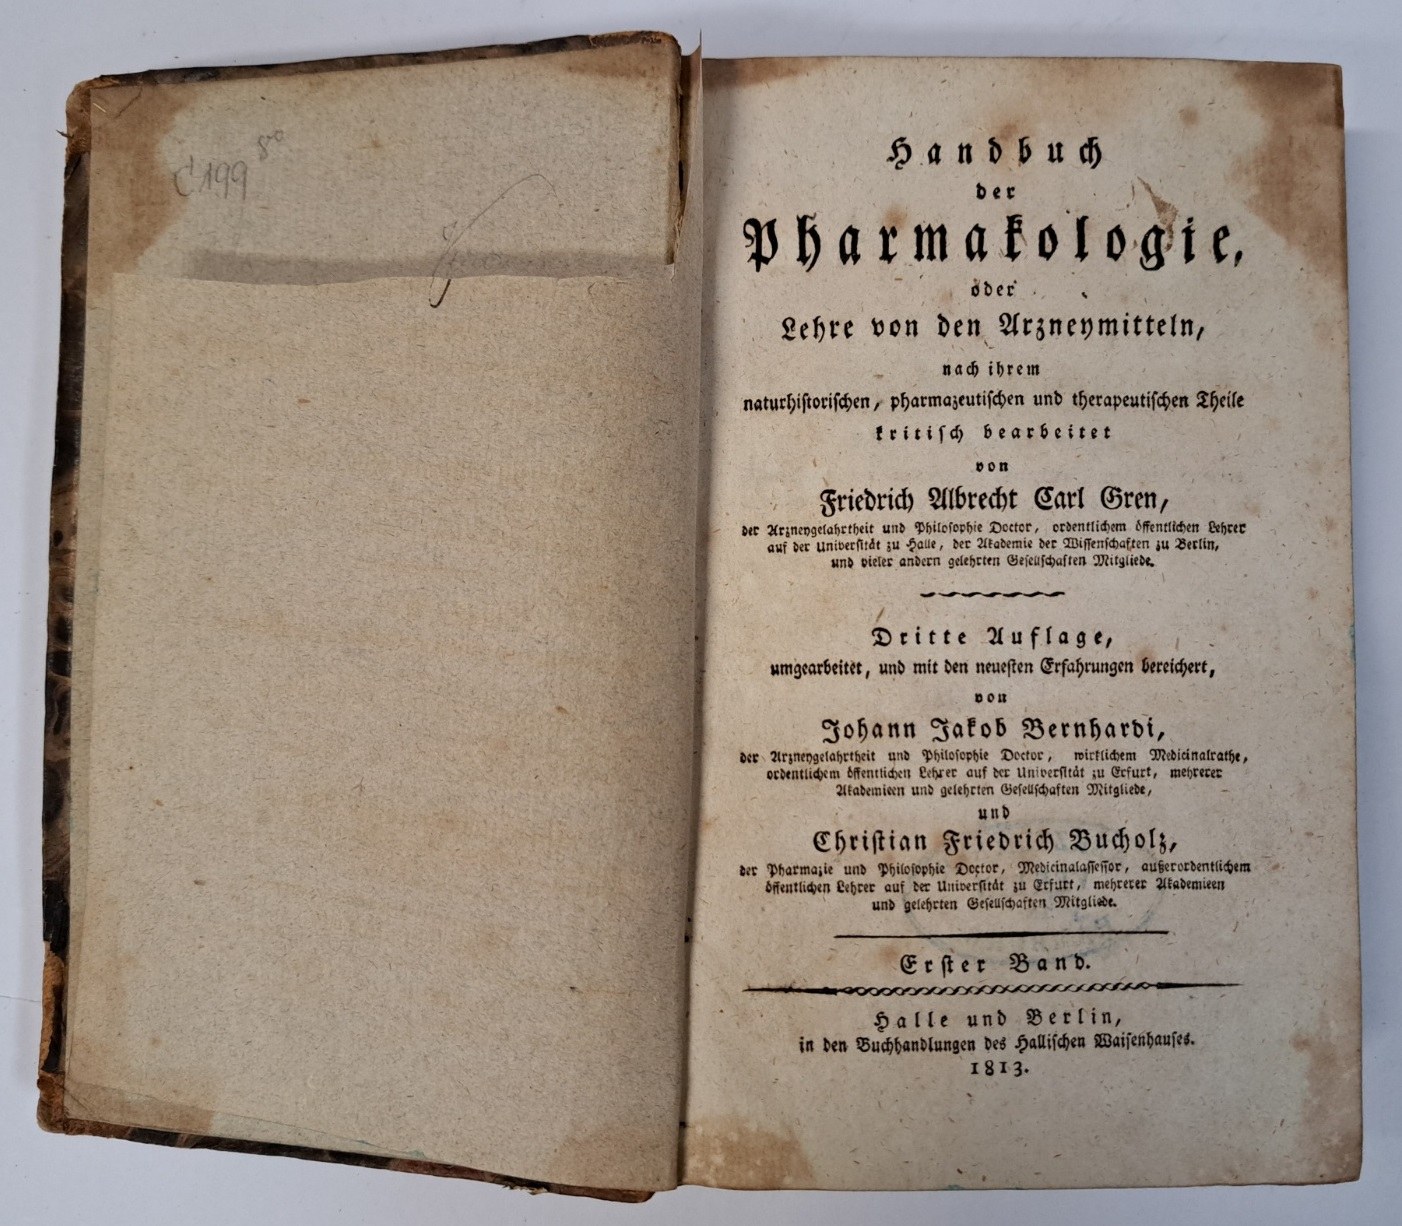 C 199
Handbuch
der
Pharmakologie,
oder
Lehre von den Arzneymitteln,
nach ihrem
naturhistorischen, pharmazeutischen und therapeutischen Theile
kritisch bearbeitet
von
Friedrich Albrecht Carl Gren,
der Arzneygelahrtheit und Philosophie Doctor, ordentlichem öffentlichen Lehrer
auf der Universität zu Halle, der Akademie der Wissenschaften zu Berlin,
und vieler andern gelehrten Gesellschaften Mitgliede.
Dritte Auflage,
umgearbeitet, und mit den neuesten Erfahrungen bereichert,
von
Johann Jakob Bernhardi,
der Arzneygelahrtheit und Philosophie Doctor, wirklichem Medicinalrathe,
ordentlichem öffentlichen Lehrer auf der Universität zu Erfurt, mehrerer
Akademieen und gelehrten Gesellschaften Mitgliede,
und
Christian Friedrich Bucholz,
der Pharmazie und Philosophie Doctor, Medicinalassessor, außerordentlichem
öffentlichen Lehrer auf der Universität zu Erfurt, mehrerer Akademieen
und gelehrten Gesellschaften Mitgliede.
Erster Band.
Halle und Berlin,
in den Buchhandlungen des Hallischen Waisenhauses.
1813.